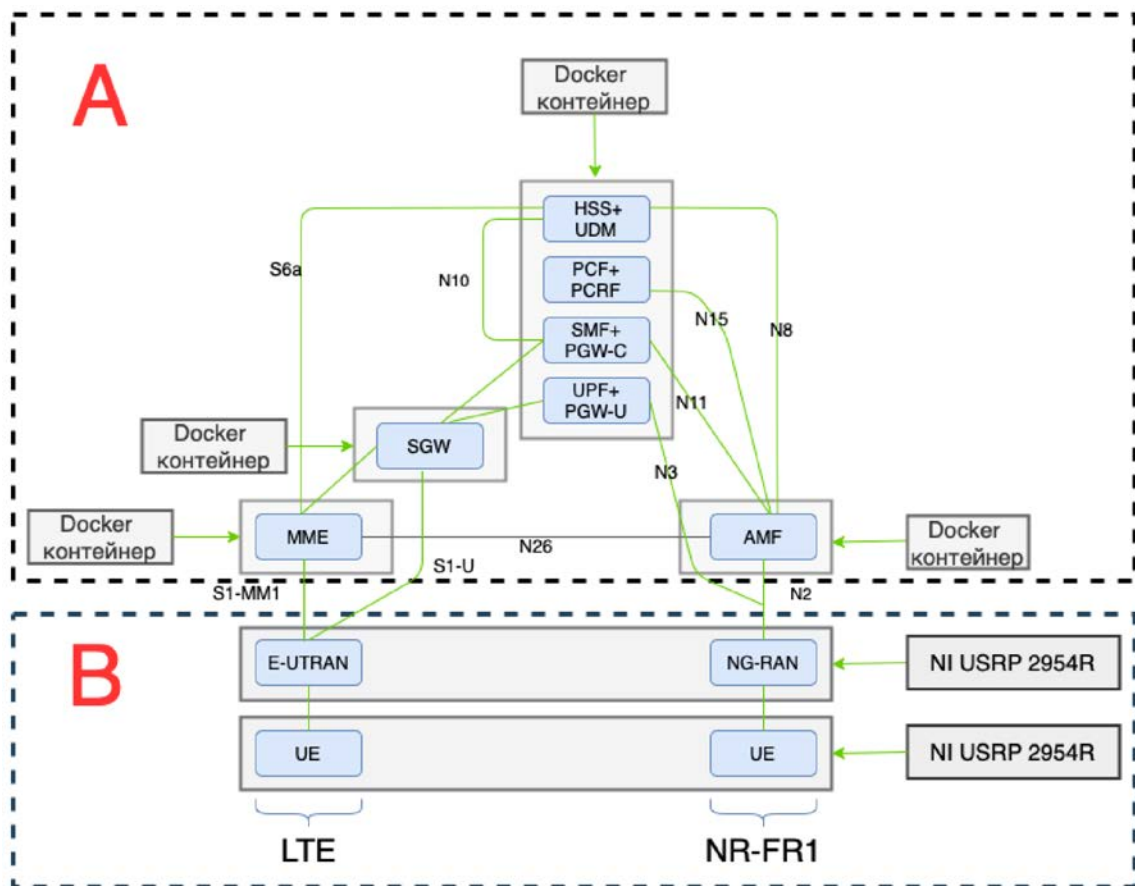 A
Docker
контейнер
HSS+
UDM
S6a
N10
PCF+
PCRF
N15
N8
SMF+
PGW-C
UPF+
PGW-U
N11
Docker
контейнер
SGW
N3
Docker
контейнер
MME
N26
AMF
Docker
контейнер
S1-U
S1-MM1
N2
B
E-UTRAN
NG-RAN
NI USRP 2954R
UE
UE
NI USRP 2954R
LTE
NR-FR1